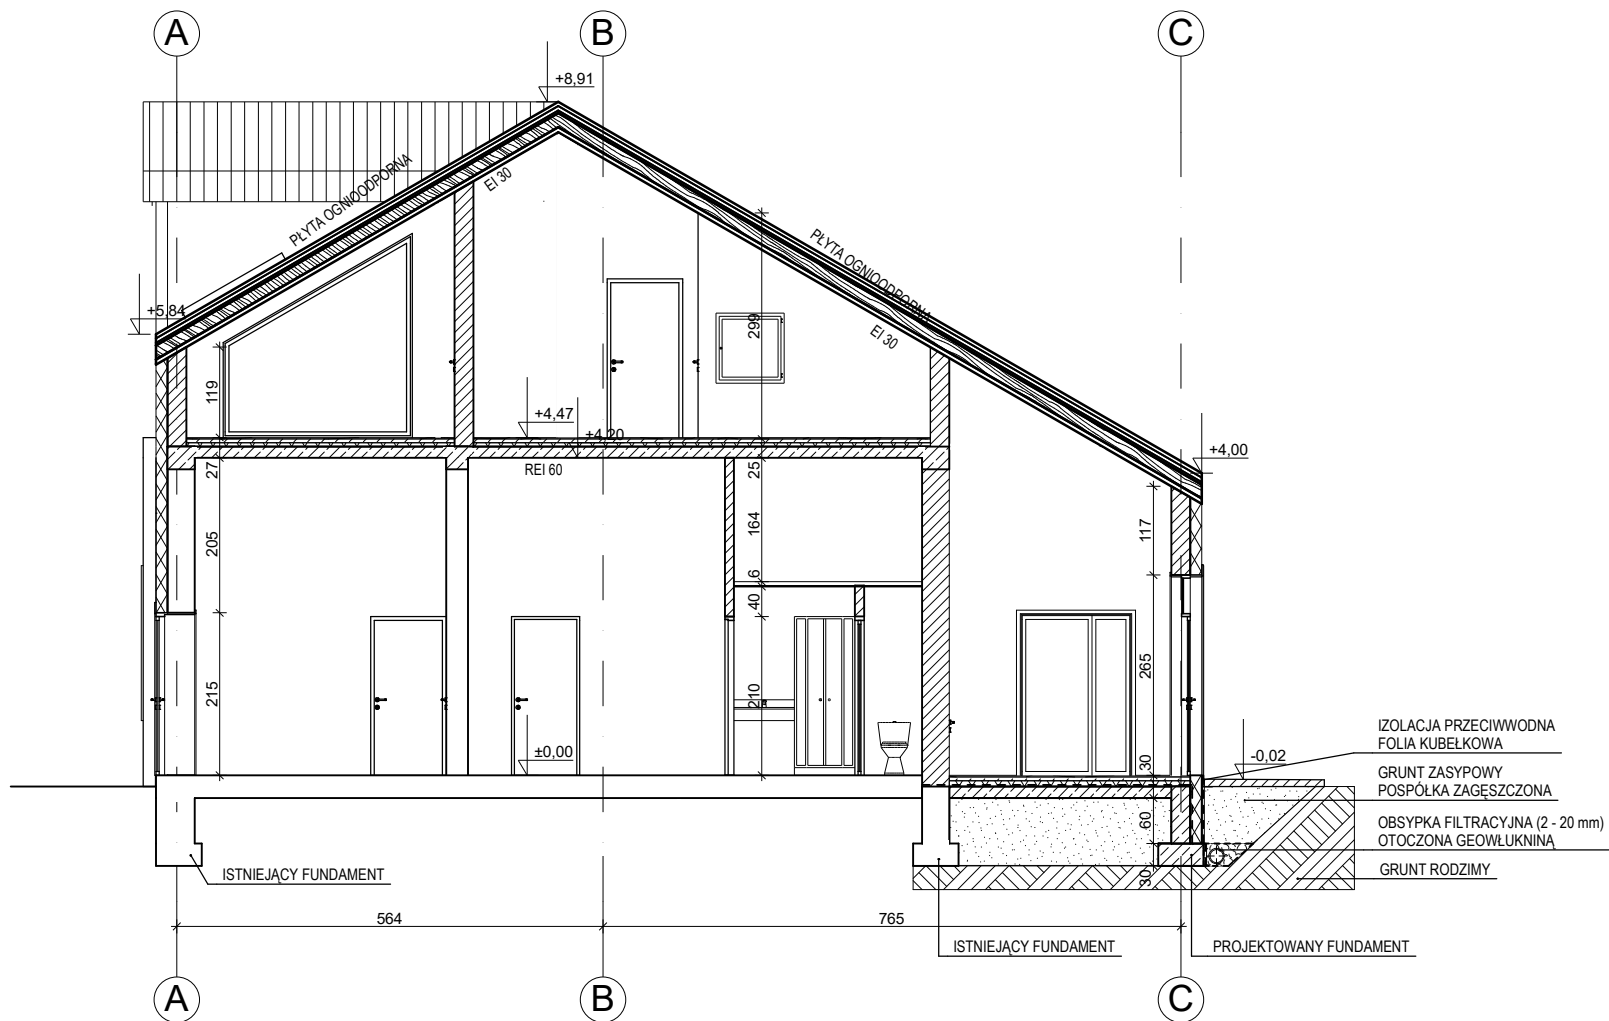 A
B
C
+8,91
PŁYTA OGNIOODPORNA
EI 30
PŁYTA OGNIOODPORNA
EI 30
+5,84
299
119
+4,47
+4,20
+4,00
REI 60
27
25
205
164
117
6
40
215
210
265
±0,00
30
-0,02
60
30
IZOLACJA PRZECIWWODNA
FOLIA KUBEŁKOWA
GRUNT ZASYPOWY
POSPÓŁKA ZAGĘSZCZONA
OBSYPKA FILTRACYJNA (2 - 20 mm)
OTOCZONA GEOWŁUKNINĄ
GRUNT RODZIMY
ISTNIEJĄCY FUNDAMENT
564
765
ISTNIEJĄCY FUNDAMENT
PROJEKTOWANY FUNDAMENT
A
B
C